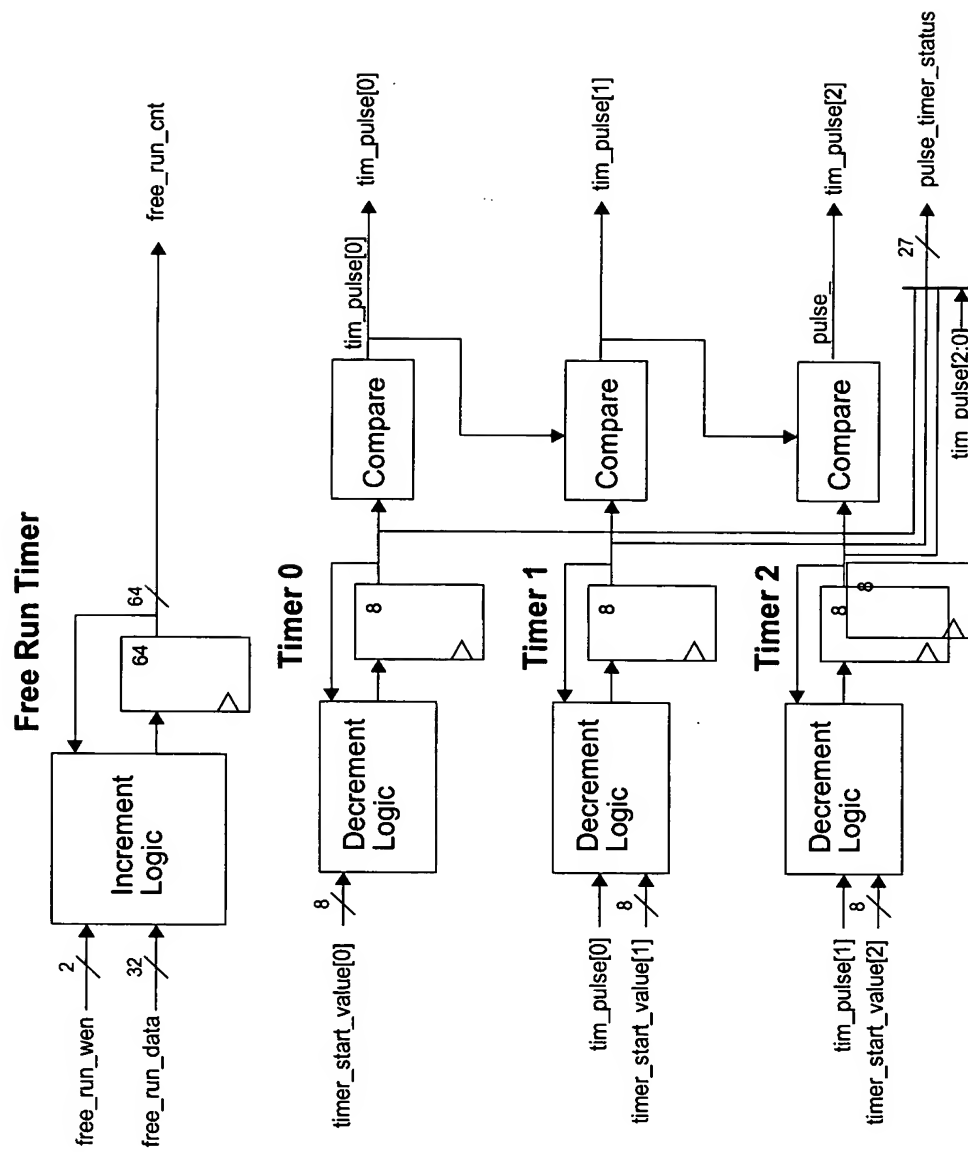 Free Run Timer
free_run_wen
2
free_run_data
32
Increment
Logic
64
64
free_run_cnt
Timer 0
timer_start_value[0]
8
Decrement
Logic
8
Compare
tim_pulse[0]
tim_pulse[0]
Timer 1
tim_pulse[0]
timer_start_value[1]
8
Decrement
Logic
8
Compare
tim_pulse[1]
Timer 2
tim_pulse[1]
timer_start_value[2]
8
Decrement
Logic
8
8
Compare
pulse_
tim_pulse[2]
27
pulse_timer_status
tim_pulse[2:0]